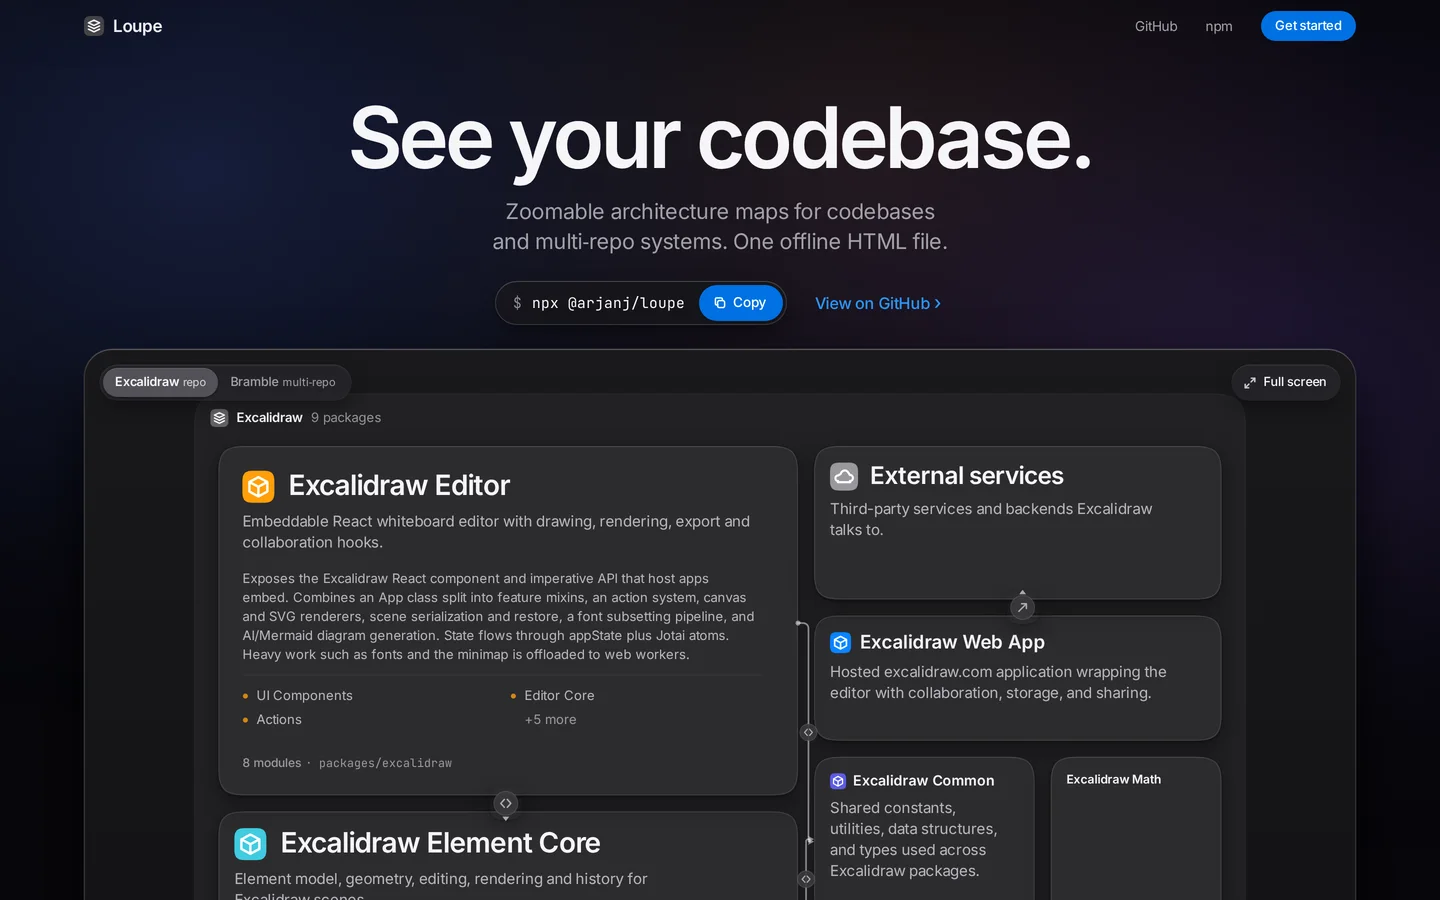 Loupe
GitHub
npm
Get started
See your codebase.
Zoomable architecture maps for codebases
and multi-repo systems. One offline HTML file.
$ npx @arjanj/loupe
Copy
View on GitHub ›
Excalidraw repo
Bramble multi-repo
Full screen
Excalidraw 9 packages
Excalidraw Editor
Embeddable React whiteboard editor with drawing, rendering, export and
collaboration hooks.
Exposes the Excalidraw React component and imperative API that host apps
embed. Combines an App class split into feature mixins, an action system, canvas
and SVG renderers, scene serialization and restore, a font subsetting pipeline, and
AI/Mermaid diagram generation. State flows through appState plus Jotai atoms.
Heavy work such as fonts and the minimap is offloaded to web workers.
• UI Components
• Editor Core
• Actions
+5 more
8 modules · packages/excalidraw
External services
Third-party services and backends Excalidraw
talks to.
Excalidraw Web App
Hosted excalidraw.com application wrapping the
editor with collaboration, storage, and sharing.
Excalidraw Common
Shared constants,
utilities, data structures,
and types used across
Excalidraw packages.
Excalidraw Math
Excalidraw Element Core
Element model, geometry, editing, rendering and history for
Excalidraw scenes.